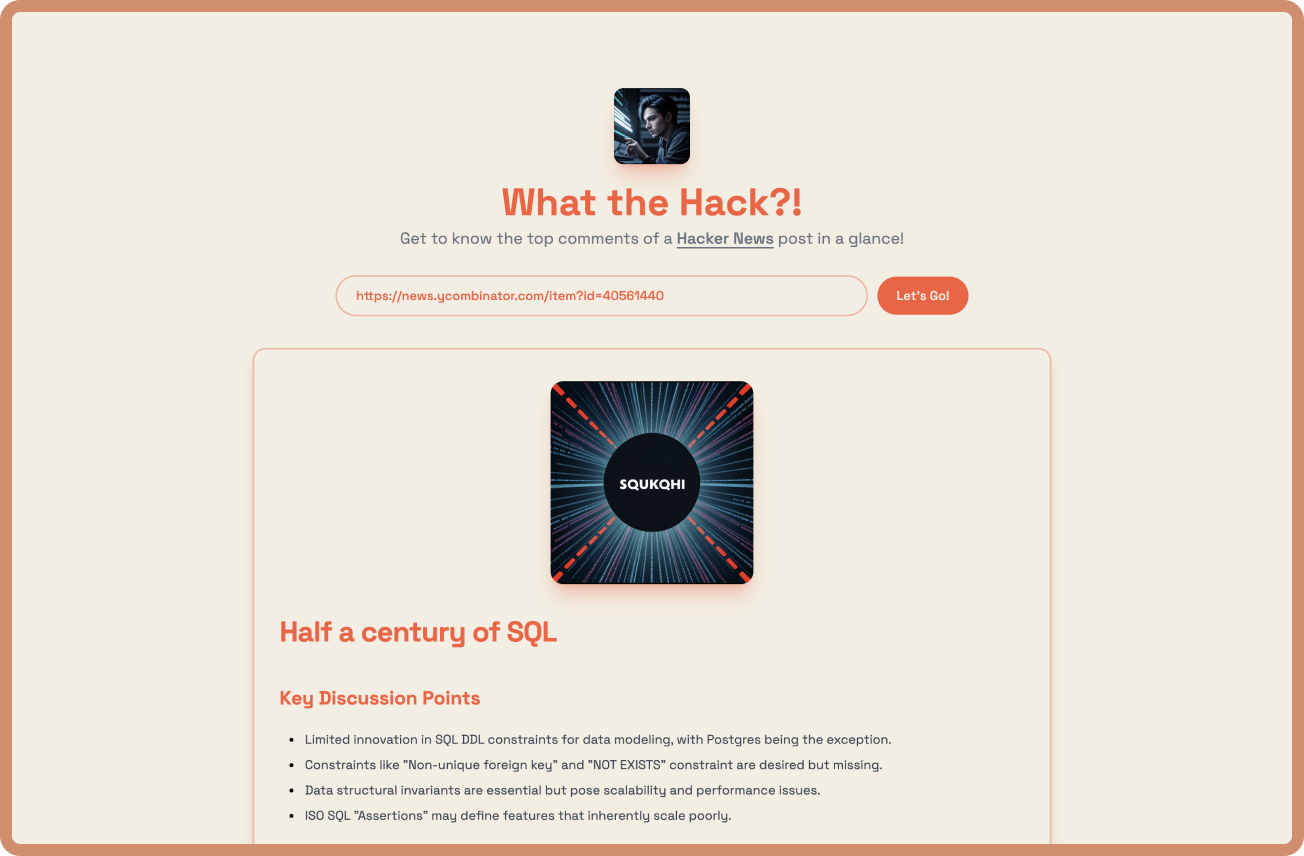 What the Hack?!
Get to know the top comments of a Hacker News post in a glance!
https://news.ycombinator.com/item?id=40561440
Let's Go!
SQUKQHI
Half a century of SQL
Key Discussion Points
• Limited innovation in SQL DDL constraints for data modeling, with Postgres being the exception.
• Constraints like "Non-unique foreign key" and "NOT EXISTS" constraint are desired but missing.
• Data structural invariants are essential but pose scalability and performance issues.
• ISO SQL "Assertions" may define features that inherently scale poorly.